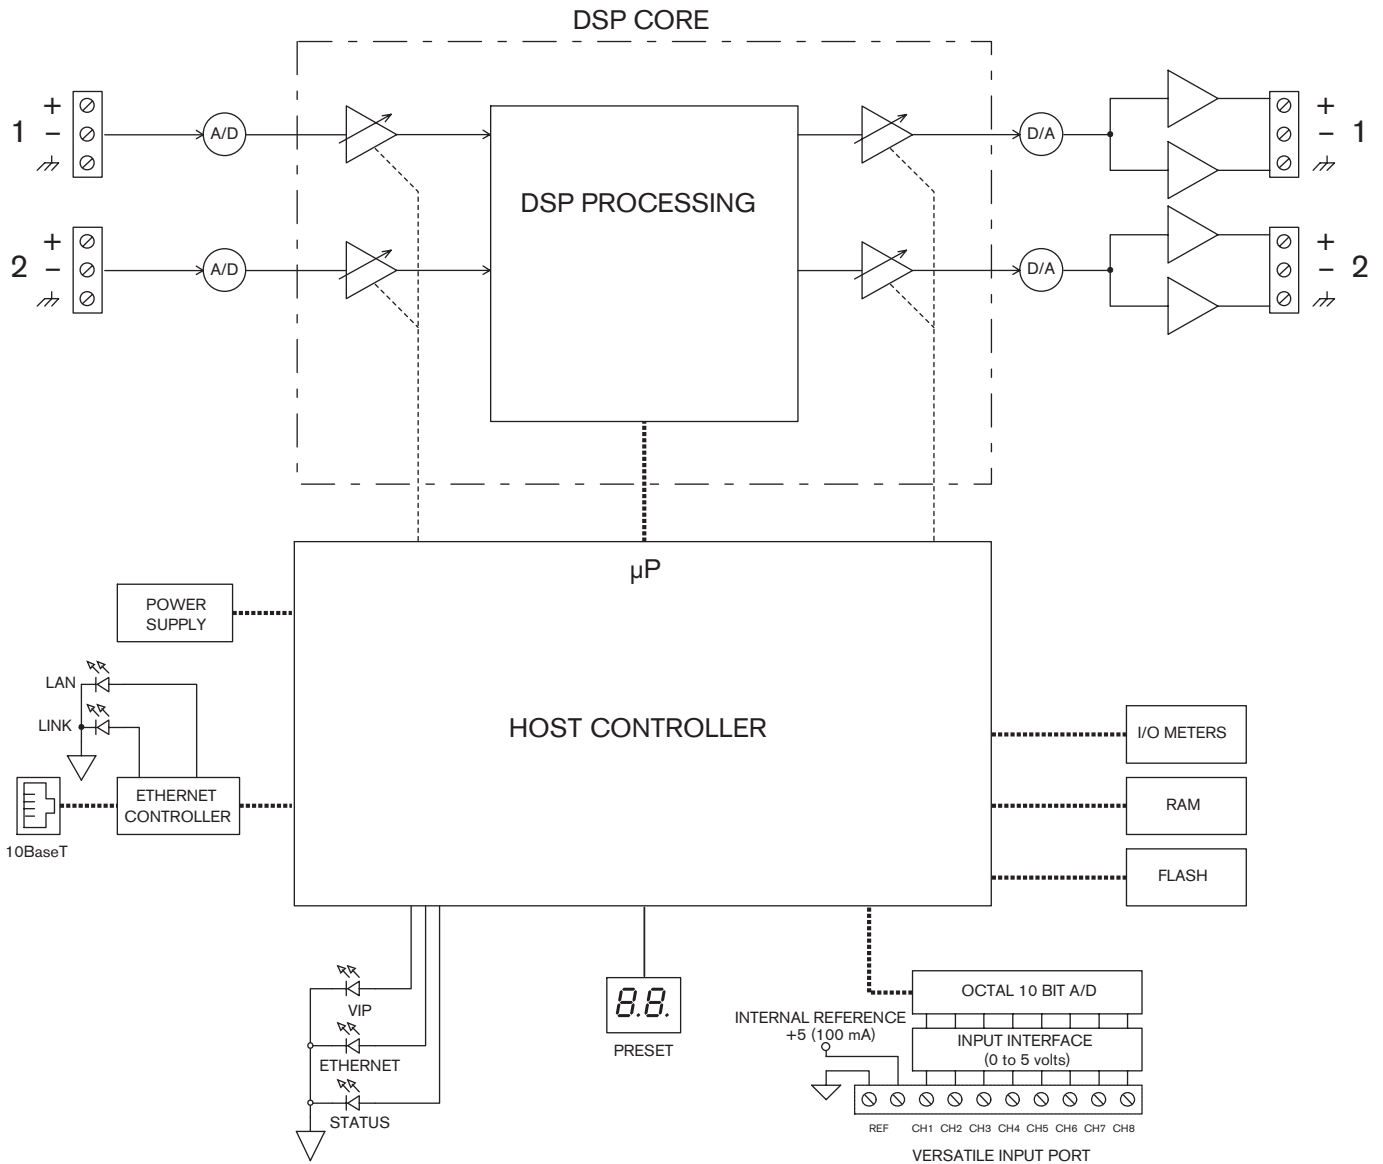 DSP CORE
1
+
−
A/D
DSP PROCESSING
D/A
+
−
1
2
+
−
A/D
D/A
+
−
2
µP
POWER
SUPPLY
LAN
LINK
HOST CONTROLLER
I/O METERS
ETHERNET
CONTROLLER
RAM
10BaseT
FLASH
VIP
ETHERNET
STATUS
8.8.
PRESET
OCTAL 10 BIT A/D
INTERNAL REFERENCE
+5 (100 mA)
INPUT INTERFACE
(0 to 5 volts)
REF CH1 CH2 CH3 CH4 CH5 CH6 CH7 CH8
VERSATILE INPUT PORT